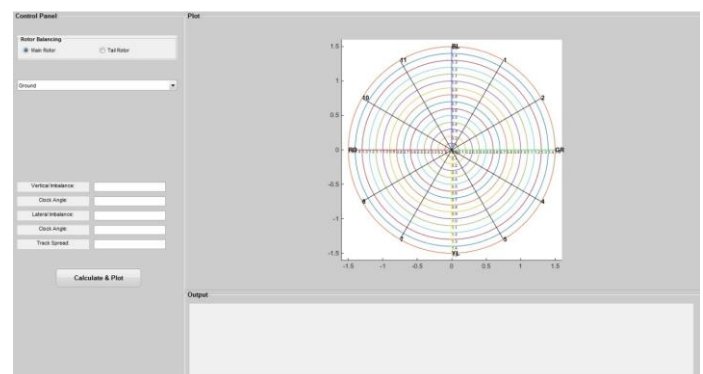 Control Panel
Plot
Rotor Balancing
Main Rotor
Tail Rotor
Ground
Vertical Imbalance:
Clock Angle:
Lateral Imbalance:
Clock Angle:
Track Spread:
Calculate & Plot
1.5
1
0.5
0
-0.5
-1
-1.5
-1.5
-1
-0.5
0
0.5
1
1.5
BL
11
1
10
2
RD
GR
8
4
7
5
YL
Output